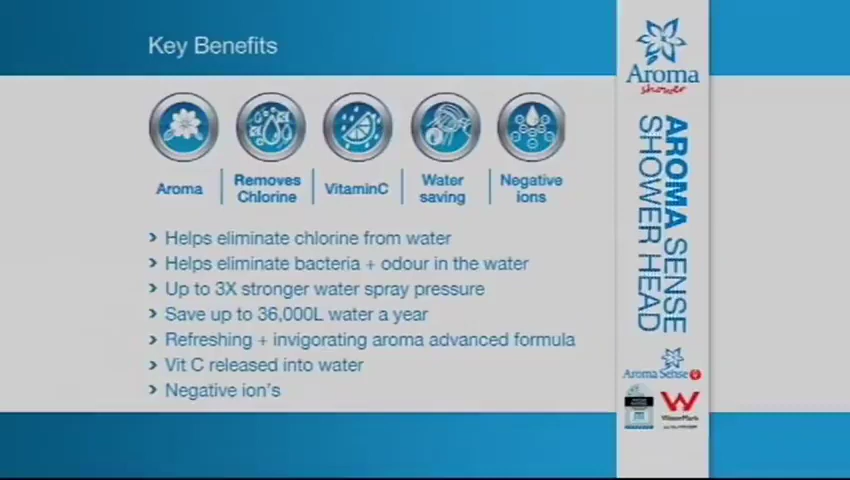 Key Benefits
Aroma
Removes
Chlorine
VitaminC
Water
saving
Negative
ions
› Helps eliminate chlorine from water
› Helps eliminate bacteria + odour in the water
› Up to 3X stronger water spray pressure
› Save up to 36,000L water a year
› Refreshing + invigorating aroma advanced formula
› Vit C released into water
› Negative ion's
Aroma
shower
AROMA SENSE
SHOWER HEAD
Aroma Sense
WaterMark